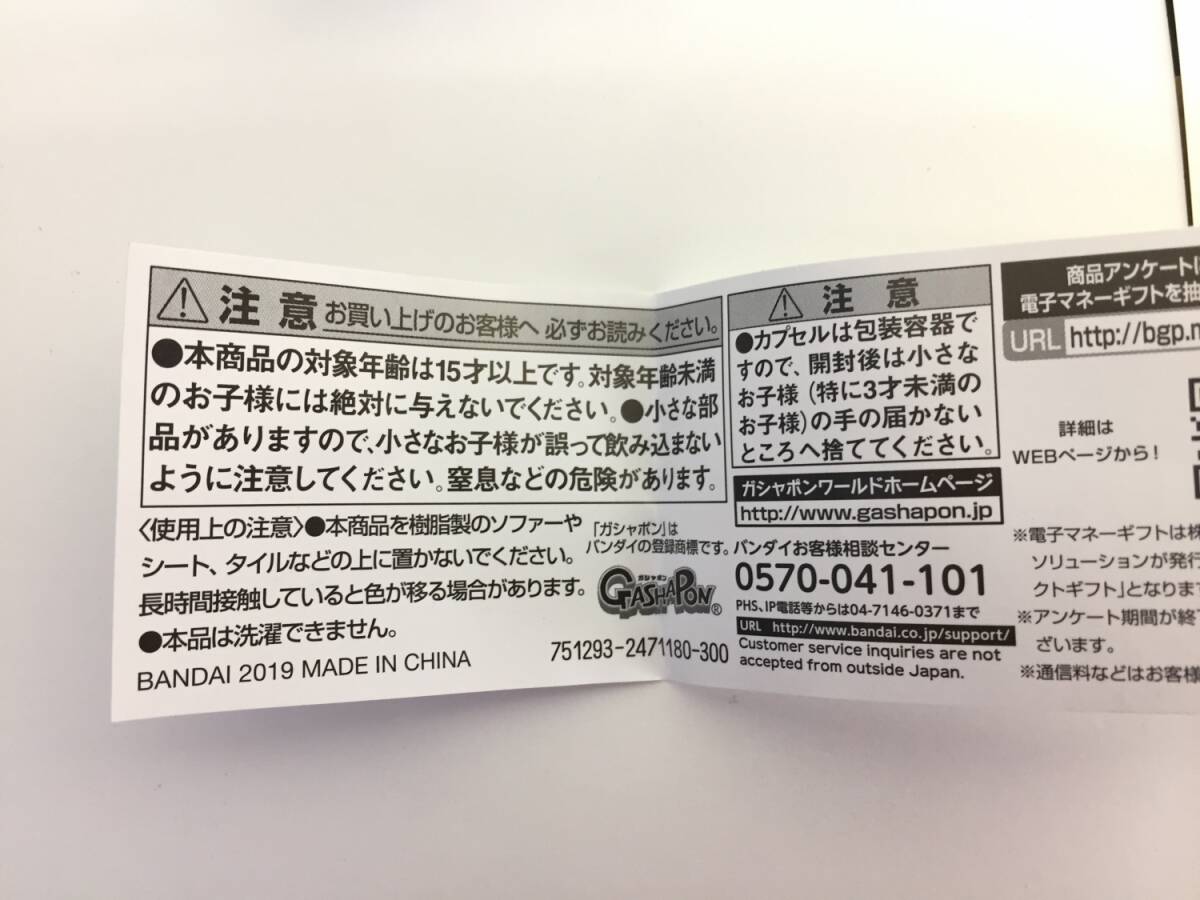 注意 お買い上げのお客様へ 必ずお読みください。
●本商品の対象年齢は15才以上です。対象年齢未満
のお子様には絶対に与えないでください。●小さな部
品がありますので、小さなお子様が誤って飲み込まない
ように注意してください。窒息などの危険があります。
〈使用上の注意〉●本商品を樹脂製のソファーや
シート、タイルなどの上に置かないでください。
長時間接触していると色が移る場合があります。
●本品は洗濯できません。
BANDAI 2019 MADE IN CHINA
「ガシャポン」は
バンダイの登録商標です。
ガシャポン
GASHAPON®
751293-2471180-300
注意
●カプセルは包装容器で
すので、開封後は小さな
お子様（特に3才未満の
お子様）の手の届かない
ところへ捨ててください。
ガシャポンワールドホームページ
http://www.gashapon.jp
バンダイお客様相談センター
0570-041-101
PHS、IP電話等からは04-7146-0371まで
URL http://www.bandai.co.jp/support/
Customer service inquiries are not
accepted from outside Japan.
商品アンケートに
電子マネーギフトを抽
URL http://bgp.n
詳細は
WEBページから！
※電子マネーギフトは株
ソリューションが発行
クトギフト」となります
※アンケート期間が終了
ざいます。
※通信料などはお客様